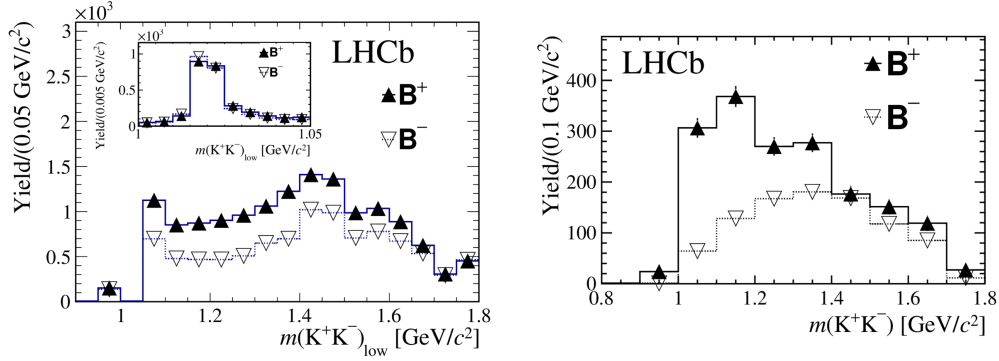 ×10³
3
2.5
2
1.5
1
0.5
0
Yield/(0.05 GeV/c²)
1 1.2 1.4 1.6 1.8
m(K⁺K⁻)low [GeV/c²]
LHCb
B⁺
B⁻
×10³
1
0.5
0
Yield/(0.005 GeV/c²)
1 1.05
m(K⁺K⁻)low [GeV/c²]
B⁺
B⁻
400
300
200
100
0
Yield/(0.1 GeV/c²)
0.8 1 1.2 1.4 1.6 1.8
m(K⁺K⁻) [GeV/c²]
LHCb
B⁺
B⁻